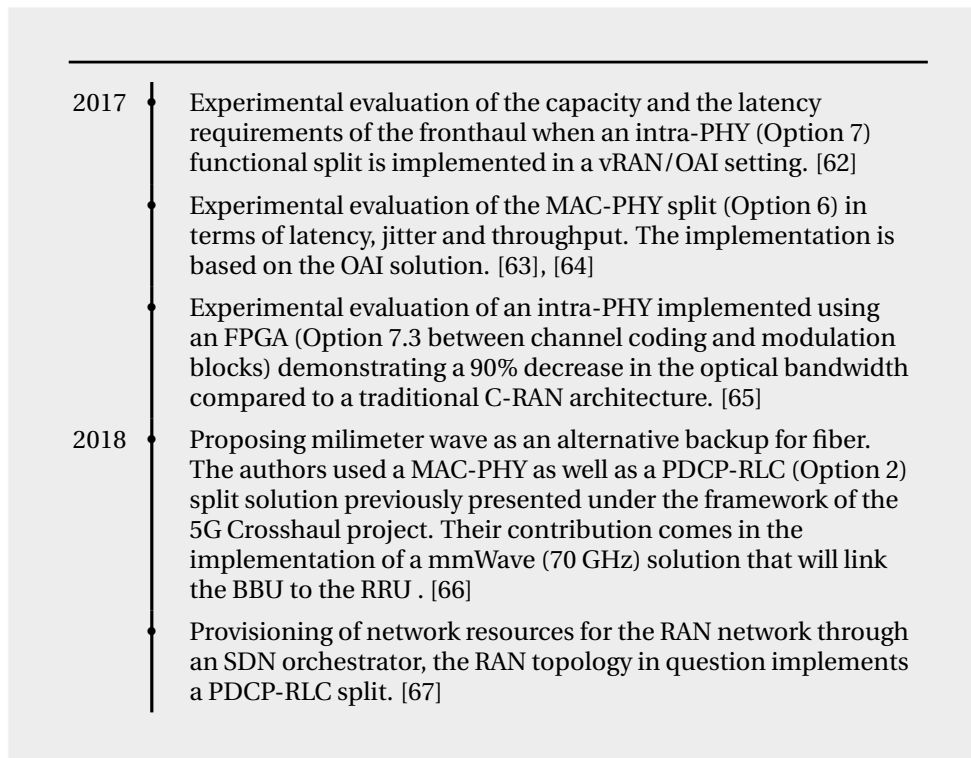 2017 Experimental evaluation of the capacity and the latency
requirements of the fronthaul when an intra-PHY (Option 7)
functional split is implemented in a vRAN/OAI setting. [62]
Experimental evaluation of the MAC-PHY split (Option 6) in
terms of latency, jitter and throughput. The implementation is
based on the OAI solution. [63], [64]
Experimental evaluation of an intra-PHY implemented using
an FPGA (Option 7.3 between channel coding and modulation
blocks) demonstrating a 90% decrease in the optical bandwidth
compared to a traditional C-RAN architecture. [65]
2018 Proposing milimeter wave as an alternative backup for fiber.
The authors used a MAC-PHY as well as a PDCP-RLC (Option 2)
split solution previously presented under the framework of the
5G Crosshaul project. Their contribution comes in the
implementation of a mmWave (70 GHz) solution that will link
the BBU to the RRU . [66]
Provisioning of network resources for the RAN network through
an SDN orchestrator, the RAN topology in question implements
a PDCP-RLC split. [67]